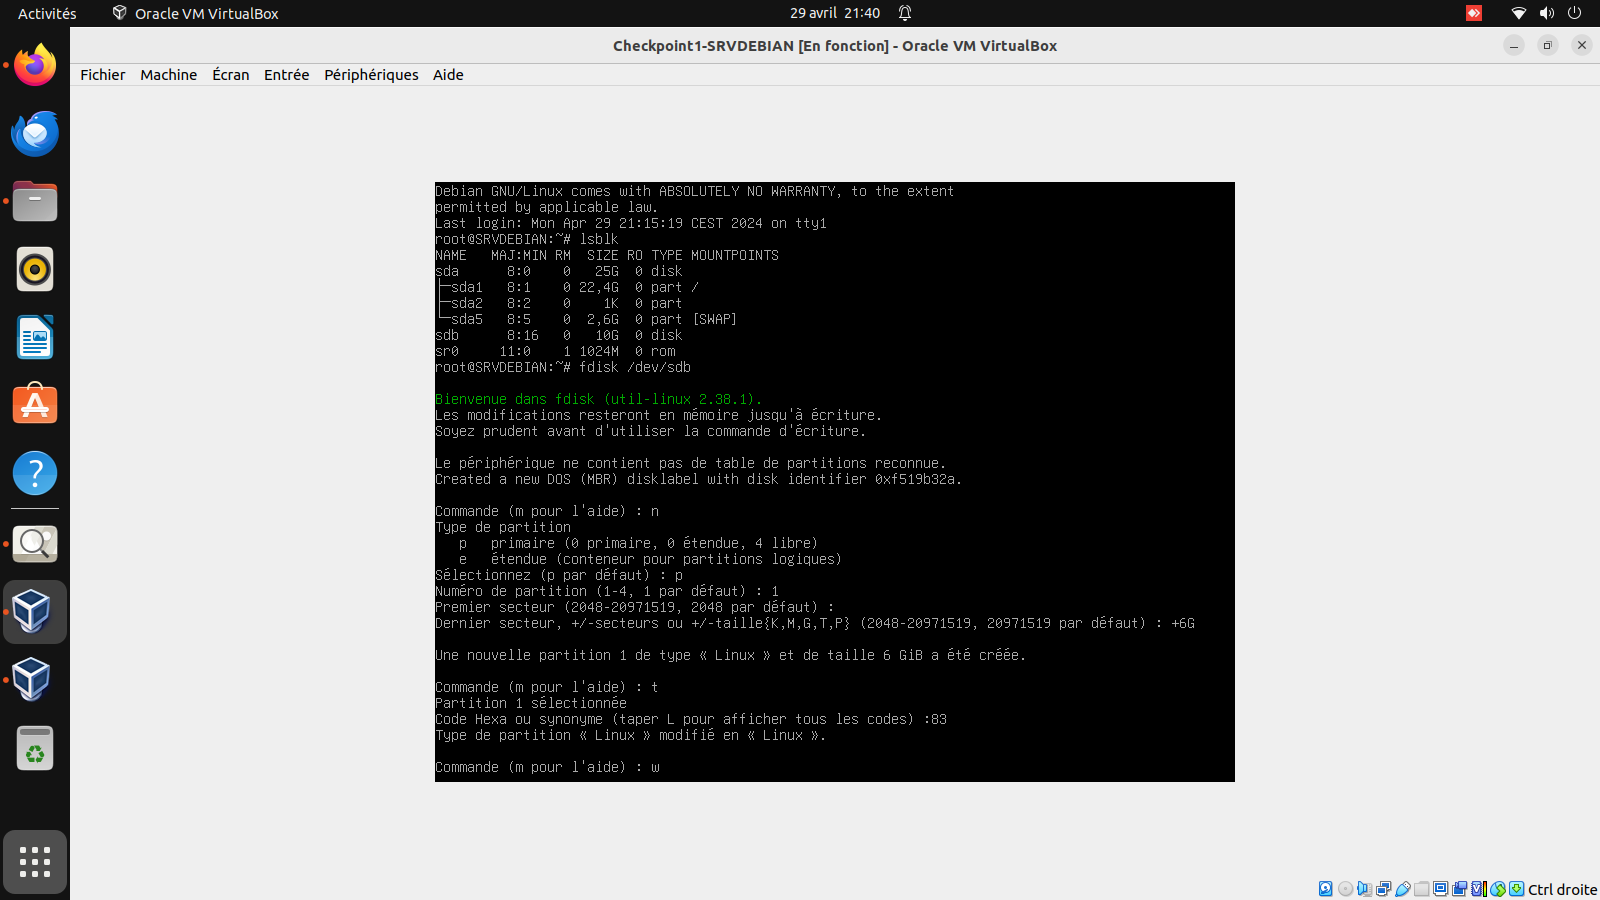 Activités
Oracle VM VirtualBox
29 avril 21:40
Checkpoint1-SRVDEBIAN [En fonction] - Oracle VM VirtualBox
Fichier Machine Écran Entrée Périphériques Aide
Debian GNU/Linux comes with ABSOLUTELY NO WARRANTY, to the extent
permitted by applicable law.
Last login: Mon Apr 29 21:15:19 CEST 2024 on tty1
root@SRVDEBIAN:~# lsblk
NAME   MAJ:MIN RM  SIZE RO TYPE MOUNTPOINTS
sda      8:0    0   25G  0 disk
├─sda1   8:1    0 22,4G  0 part /
├─sda2   8:2    0    1K  0 part
└─sda5   8:5    0  2,6G  0 part [SWAP]
sdb      8:16   0   10G  0 disk
sr0     11:0    1 1024M  0 rom
root@SRVDEBIAN:~# fdisk /dev/sdb
Bienvenue dans fdisk (util-linux 2.38.1).
Les modifications resteront en mémoire jusqu'à écriture.
Soyez prudent avant d'utiliser la commande d'écriture.
Le périphérique ne contient pas de table de partitions reconnue.
Created a new DOS (MBR) disklabel with disk identifier 0xf519b32a.
Commande (m pour l'aide) : n
Type de partition
   p   primaire (0 primaire, 0 étendue, 4 libre)
   e   étendue (conteneur pour partitions logiques)
Sélectionnez (p par défaut) : p
Numéro de partition (1-4, 1 par défaut) : 1
Premier secteur (2048-20971519, 2048 par défaut) :
Dernier secteur, +/-secteurs ou +/-taille{K,M,G,T,P} (2048-20971519, 20971519 par défaut) : +6G
Une nouvelle partition 1 de type « Linux » et de taille 6 GiB a été créée.
Commande (m pour l'aide) : t
Partition 1 sélectionnée
Code Hexa ou synonyme (taper L pour afficher tous les codes) :83
Type de partition « Linux » modifié en « Linux ».
Commande (m pour l'aide) : w
Ctrl droite